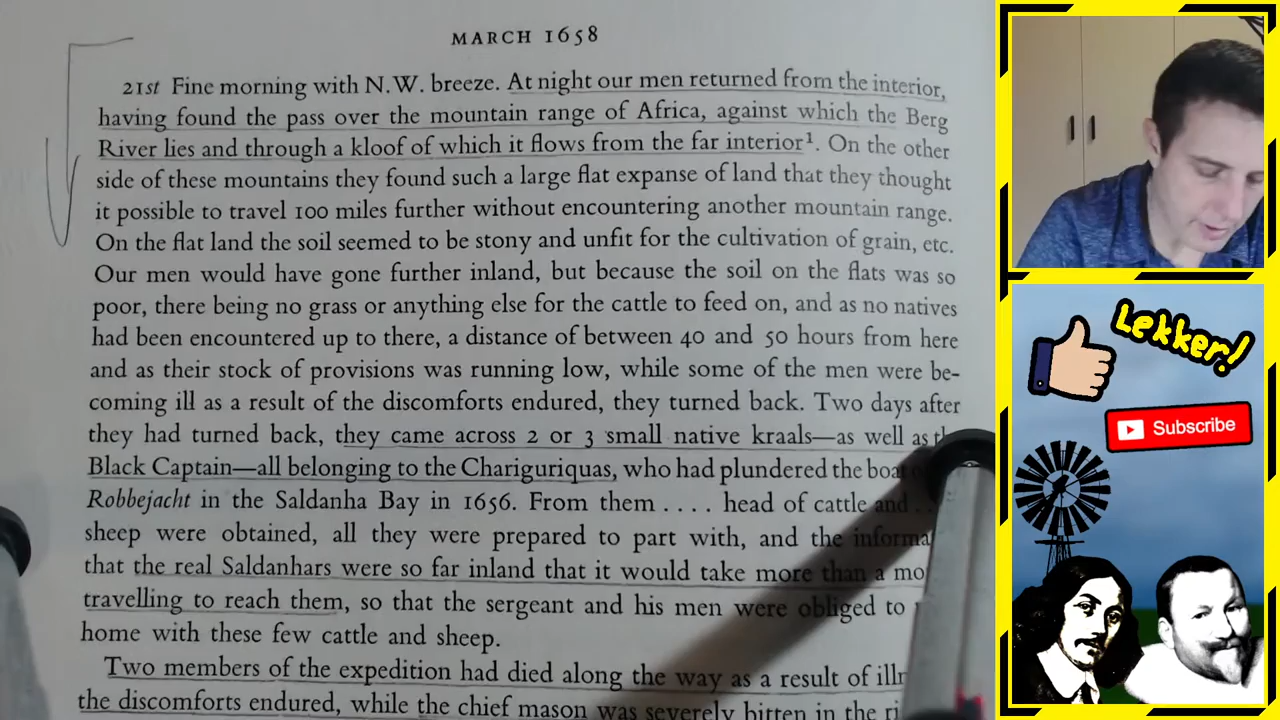 MARCH 1658
21st Fine morning with N.W. breeze. At night our men returned from the interior,
having found the pass over the mountain range of Africa, against which the Berg
River lies and through a kloof of which it flows from the far interior¹. On the other
side of these mountains they found such a large flat expanse of land that they thought
it possible to travel 100 miles further without encountering another mountain range.
On the flat land the soil seemed to be stony and unfit for the cultivation of grain, etc.
Our men would have gone further inland, but because the soil on the flats was so
poor, there being no grass or anything else for the cattle to feed on, and as no natives
had been encountered up to there, a distance of between 40 and 50 hours from here
and as their stock of provisions was running low, while some of the men were be-
coming ill as a result of the discomforts endured, they turned back. Two days after
they had turned back, they came across 2 or 3 small native kraals—as well as
Black Captain—all belonging to the Chariguriquas, who had plundered the
Robbejacht in the Saldanha Bay in 1656. From them . . . . head of cattle and . .
sheep were obtained, all they were prepared to part with, and the
that the real Saldanhars were so far inland that it would take more than a
travelling to reach them, so that the sergeant and his men were obliged to
home with these few cattle and sheep.
Two members of the expedition had died along the way as a result of
the discomforts endured, while the chief mason was severely bitten in the
Lekker!
Subscribe